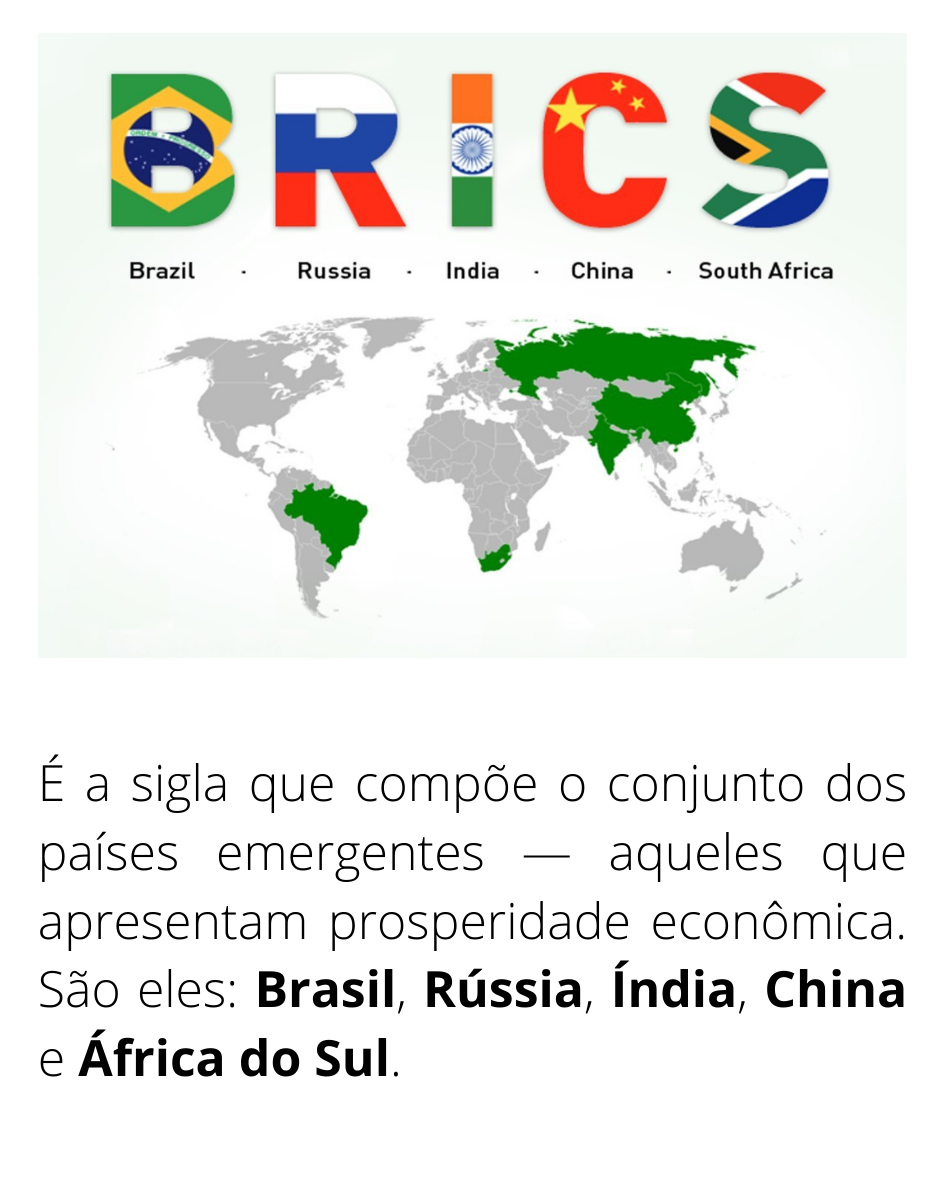 BRICS
Brazil · Russia · India · China · South Africa
É a sigla que compõe o conjunto dos
países emergentes — aqueles que
apresentam prosperidade econômica.
São eles: Brasil, Rússia, Índia, China
e África do Sul.